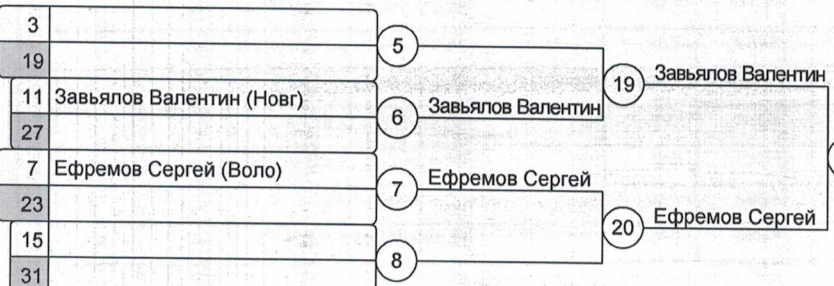 3
19
5
11 Завьялов Валентин (Новг)
27
6 Завьялов Валентин
19 Завьялов Валентин
7 Ефремов Сергей (Воло)
23
7 Ефремов Сергей
15
31
8
20 Ефремов Сергей